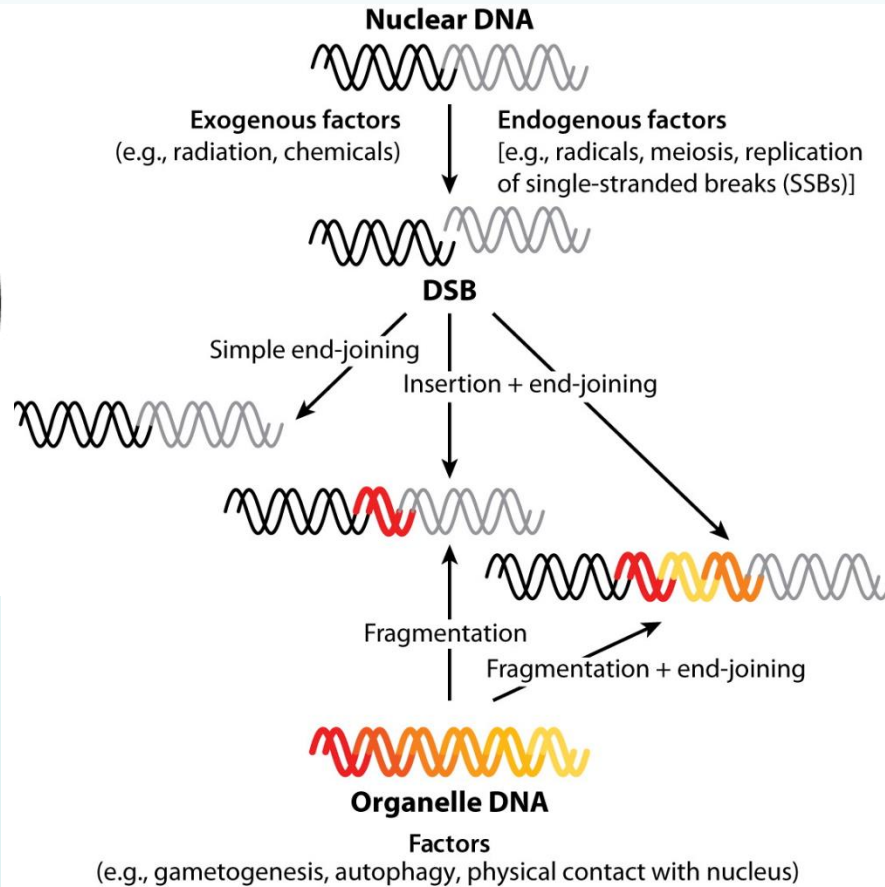 Nuclear DNA
Exogenous factors
(e.g., radiation, chemicals)
Endogenous factors
[e.g., radicals, meiosis, replication
of single-stranded breaks (SSBs)]
DSB
Simple end-joining
Insertion + end-joining
Fragmentation
Fragmentation + end-joining
Organelle DNA
Factors
(e.g., gametogenesis, autophagy, physical contact with nucleus)